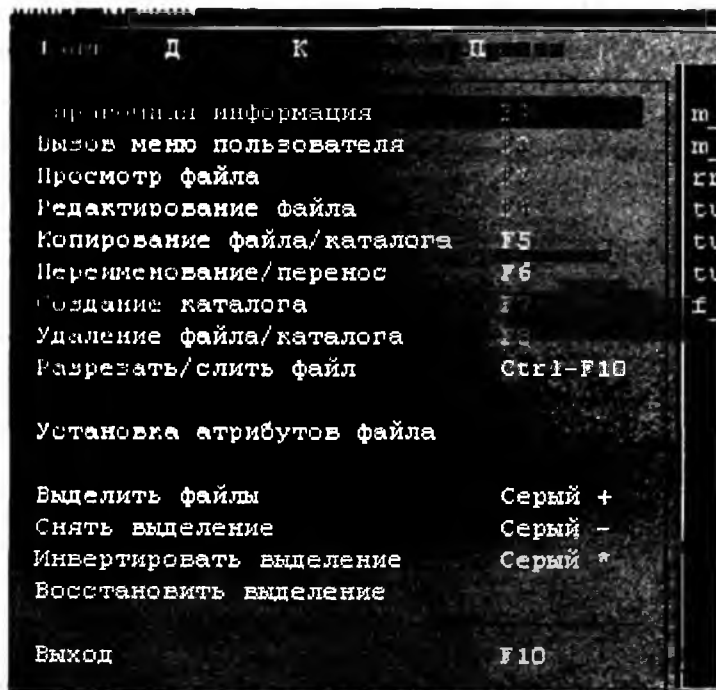 Д К П
информация
Вызов меню пользователя
Просмотр файла
Редактирование файла
Копирование файла/каталога F5
Переименование/перенос F6
Создание каталога F7
Удаление файла/каталога F8
Разрезать/слить файл Ctrl-F10
Установка атрибутов файла
Выделить файлы Серый +
Снять выделение Серый -
Инвертировать выделение Серый *
Восстановить выделение
Выход F10